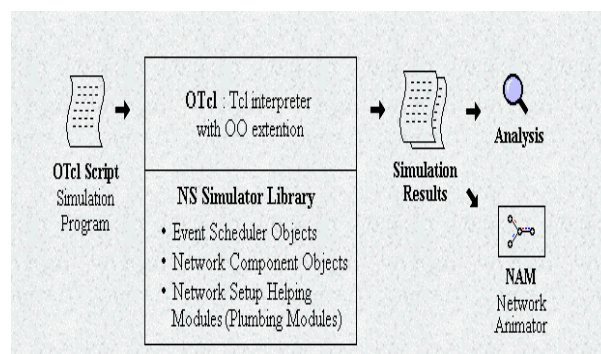 OTcl Script
Simulation
Program
OTcl : Tcl interpreter
with OO extention
NS Simulator Library
• Event Scheduler Objects
• Network Component Objects
• Network Setup Helping
Modules (Plumbing Modules)
Simulation
Results
Analysis
NAM
Network
Animator